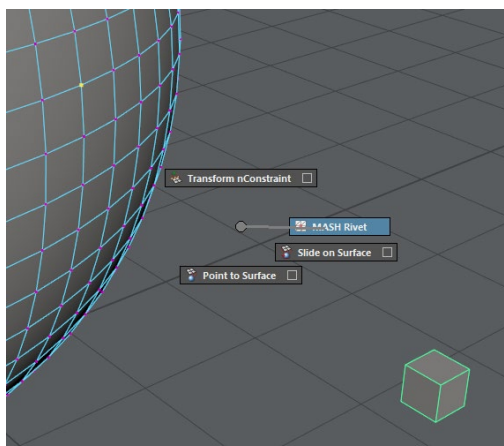 Transform nConstraint
MASH Rivet
Slide on Surface
Point to Surface